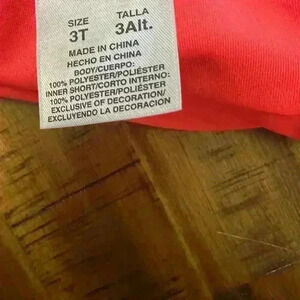 SIZE TALLA
3T 3Alt.
MADE IN CHINA
HECHO EN CHINA
BODY/CUERPO:
100% POLYESTER/POLIÉSTER
INNER SHORT/CORTO INTERNO:
100% POLYESTER/POLIÉSTER
EXCLUSIVE OF DECORATION/
EXCLUYENDO LA DECORACION